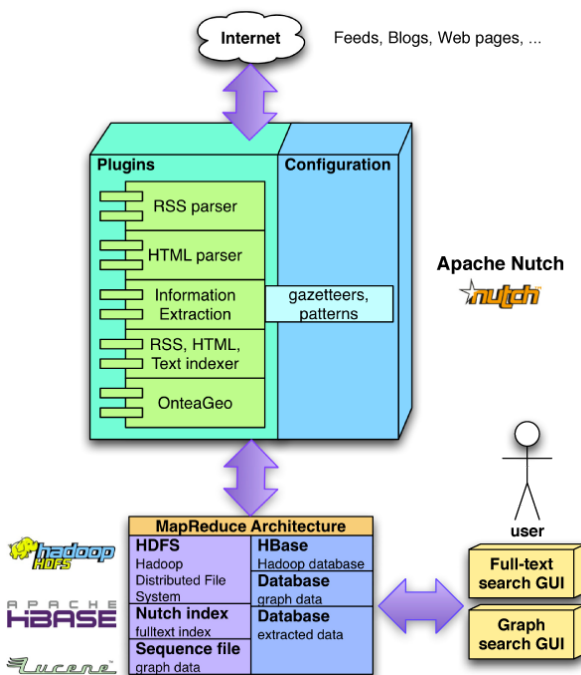 Internet
Feeds, Blogs, Web pages, ...
Plugins
Configuration
RSS parser
HTML parser
Information
Extraction
gazetteers,
patterns
RSS, HTML,
Text indexer
OnteaGeo
Apache Nutch
nutch
user
MapReduce Architecture
HDFS
Hadoop
Distributed File
System
Nutch index
fulltext index
Sequence file
graph data
HBase
Hadoop database
Database
graph data
Database
extracted data
Full-text
search GUI
Graph
search GUI
hadoop
HDFS
APACHE
HBASE
Lucene